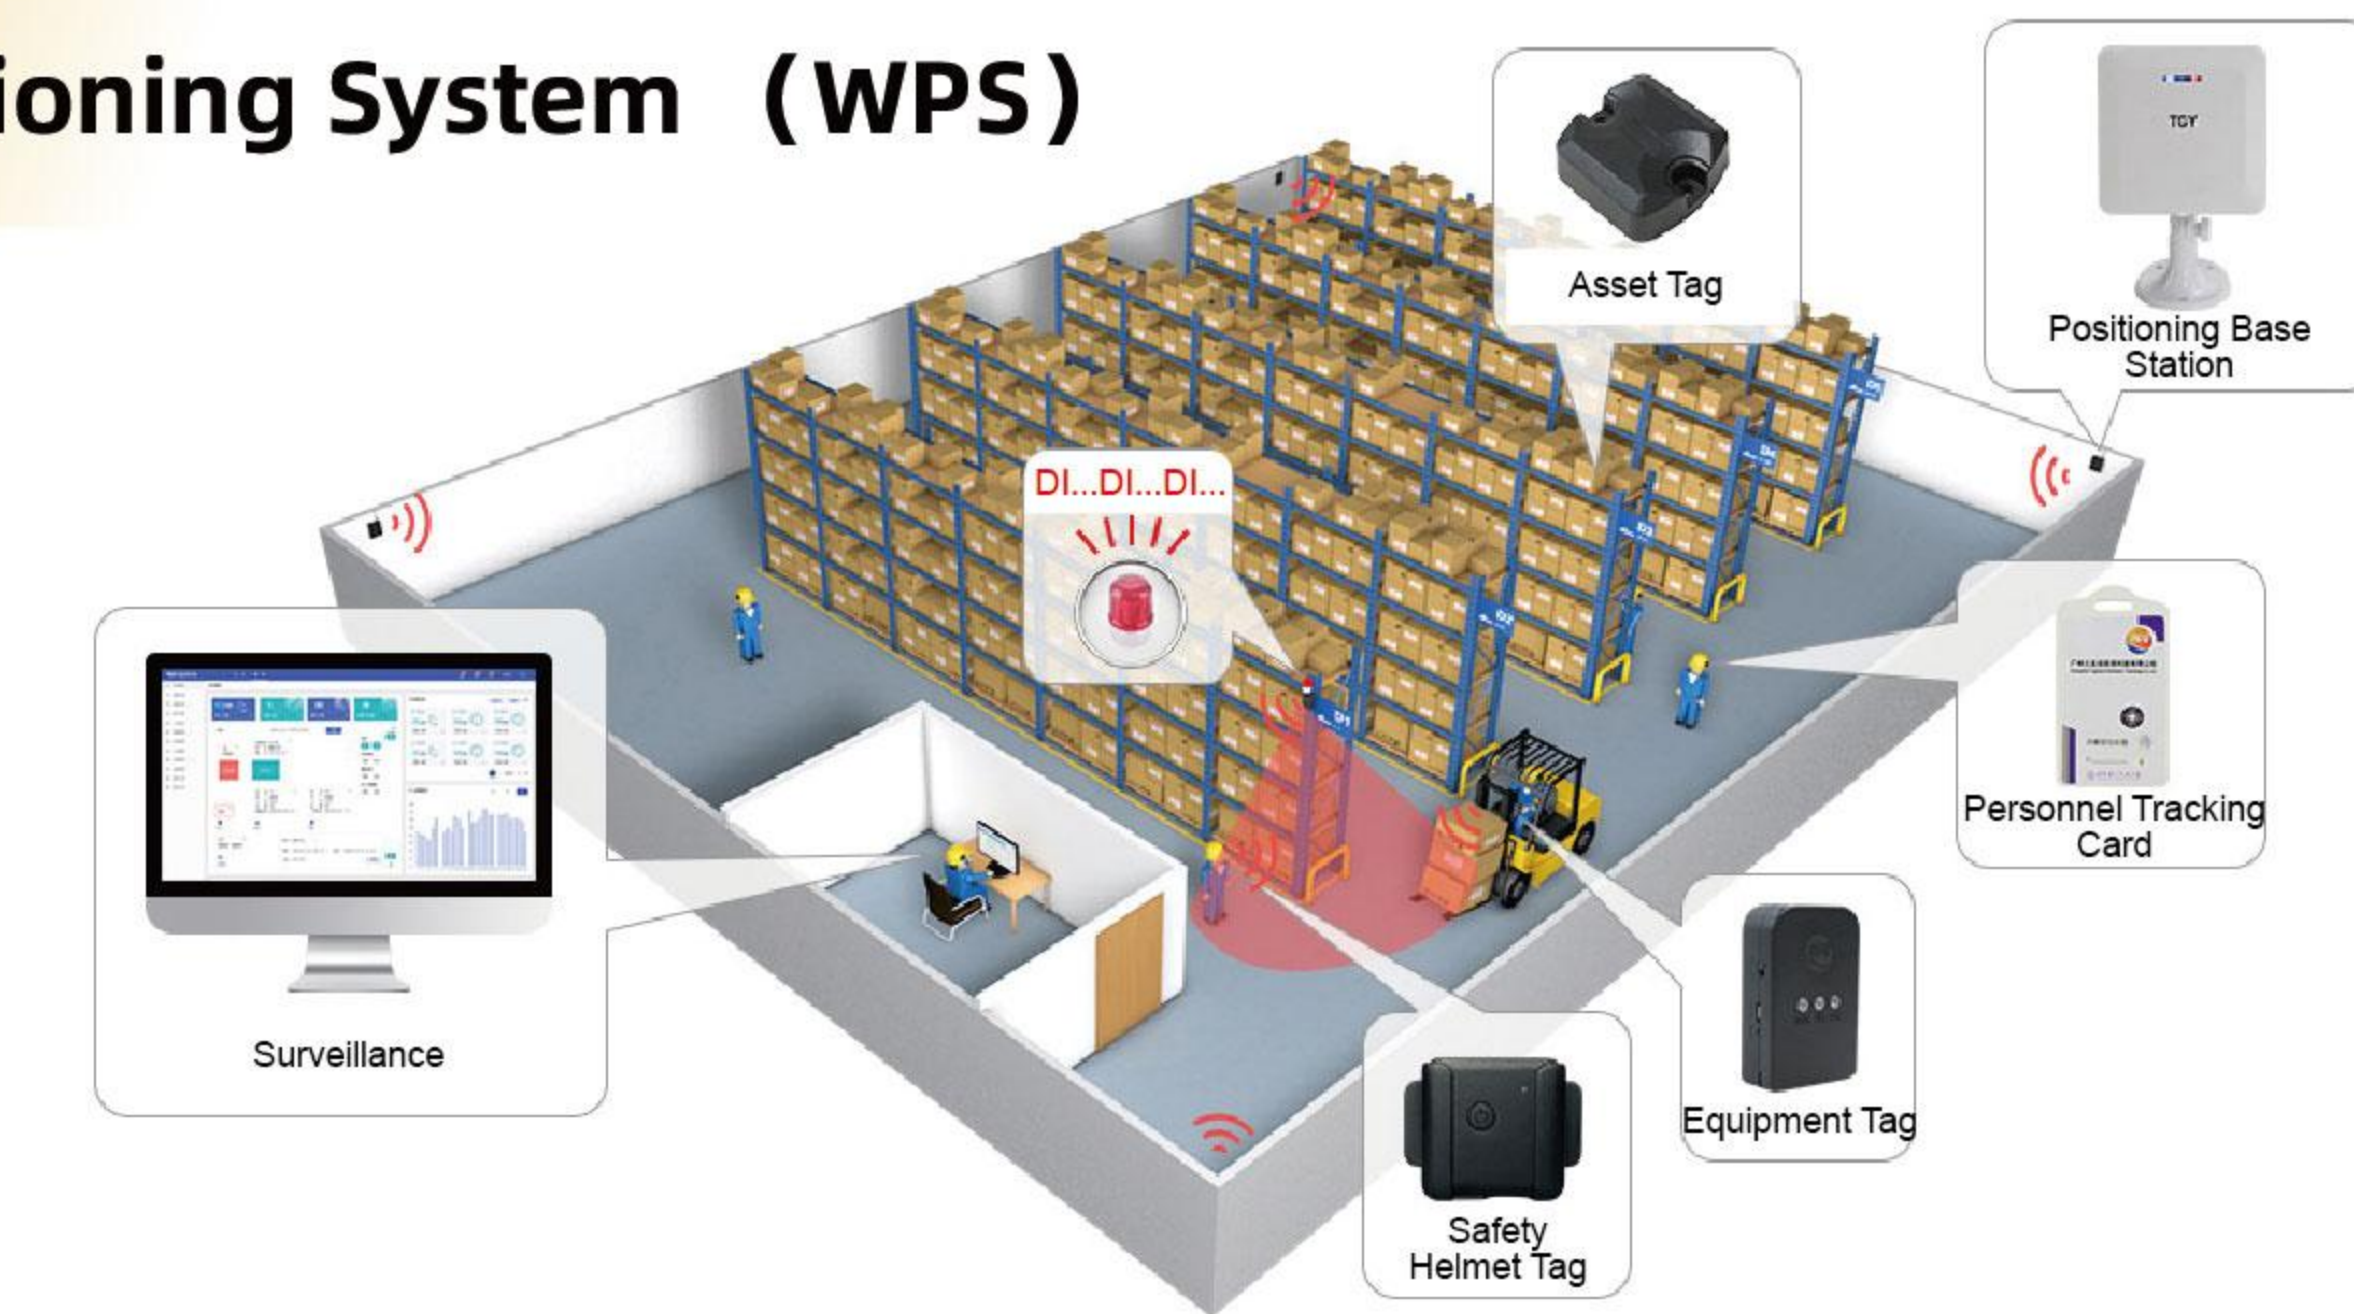 ioning System （WPS）
TGY
Asset Tag
Positioning Base
Station
DI...DI...DI...
Personnel Tracking
Card
Surveillance
Equipment Tag
Safety
Helmet Tag